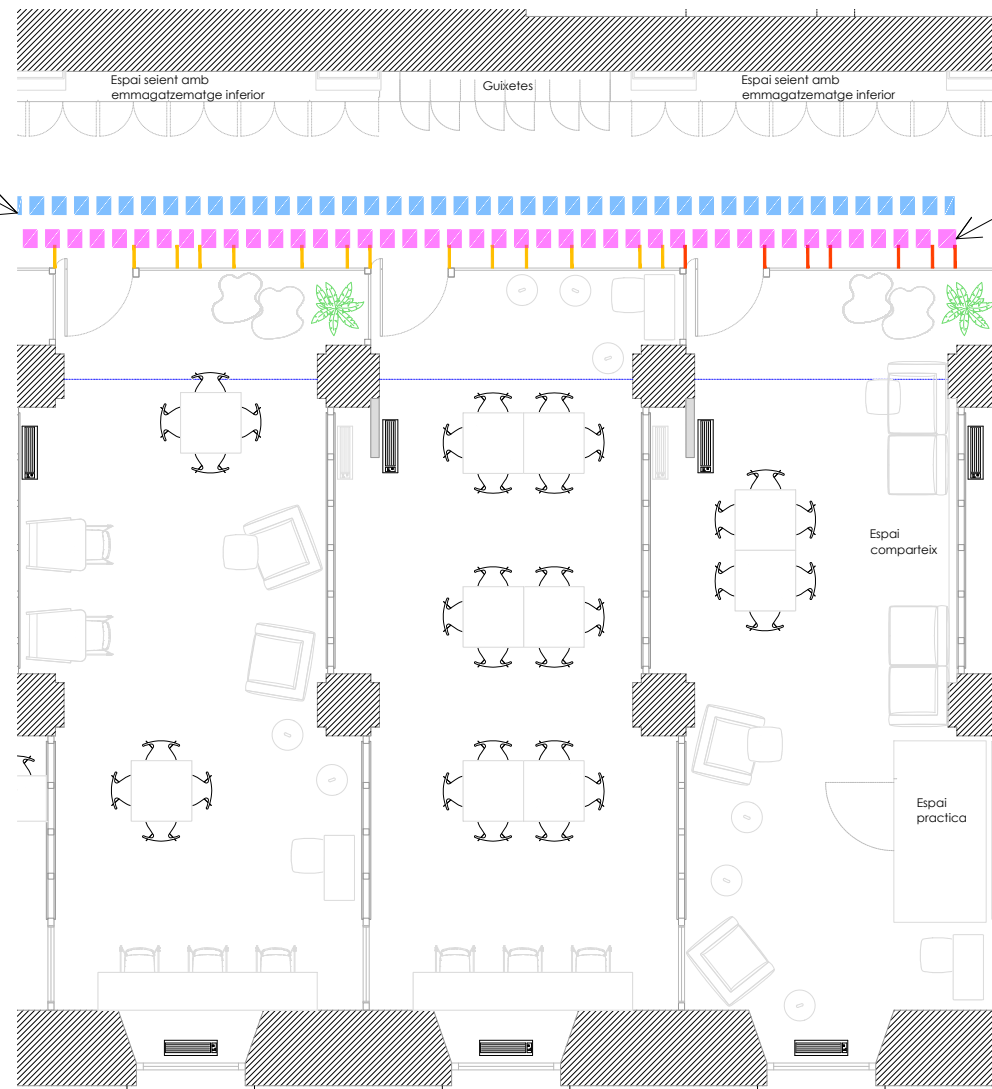 Espai seient amb
emmagatzematge inferior
Guixetes
Espai seient amb
emmagatzematge inferior
Espai
comparteix
Espai
practica